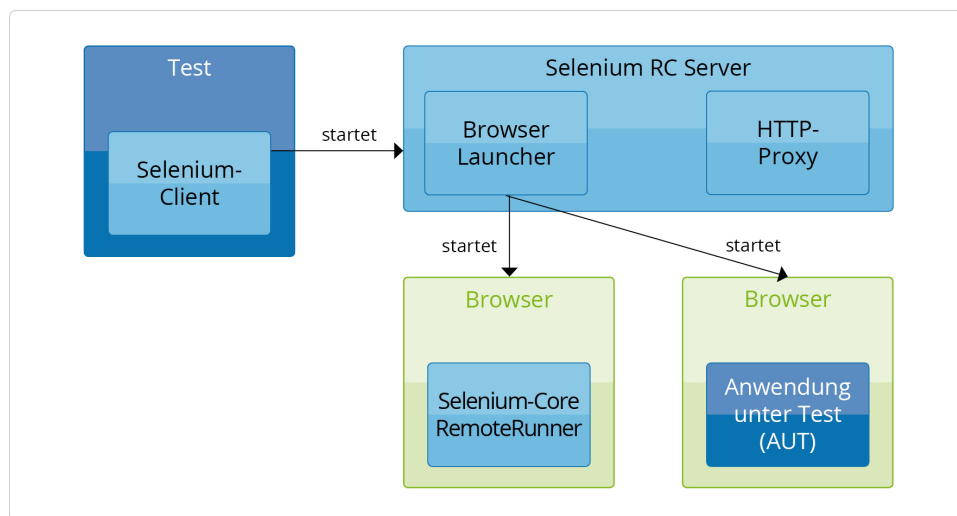 Test
Selenium-
Client
startet
Selenium RC Server
Browser
Launcher
HTTP-
Proxy
startet
startet
Browser
Selenium-Core
RemoteRunner
Browser
Anwendung
unter Test
(AUT)